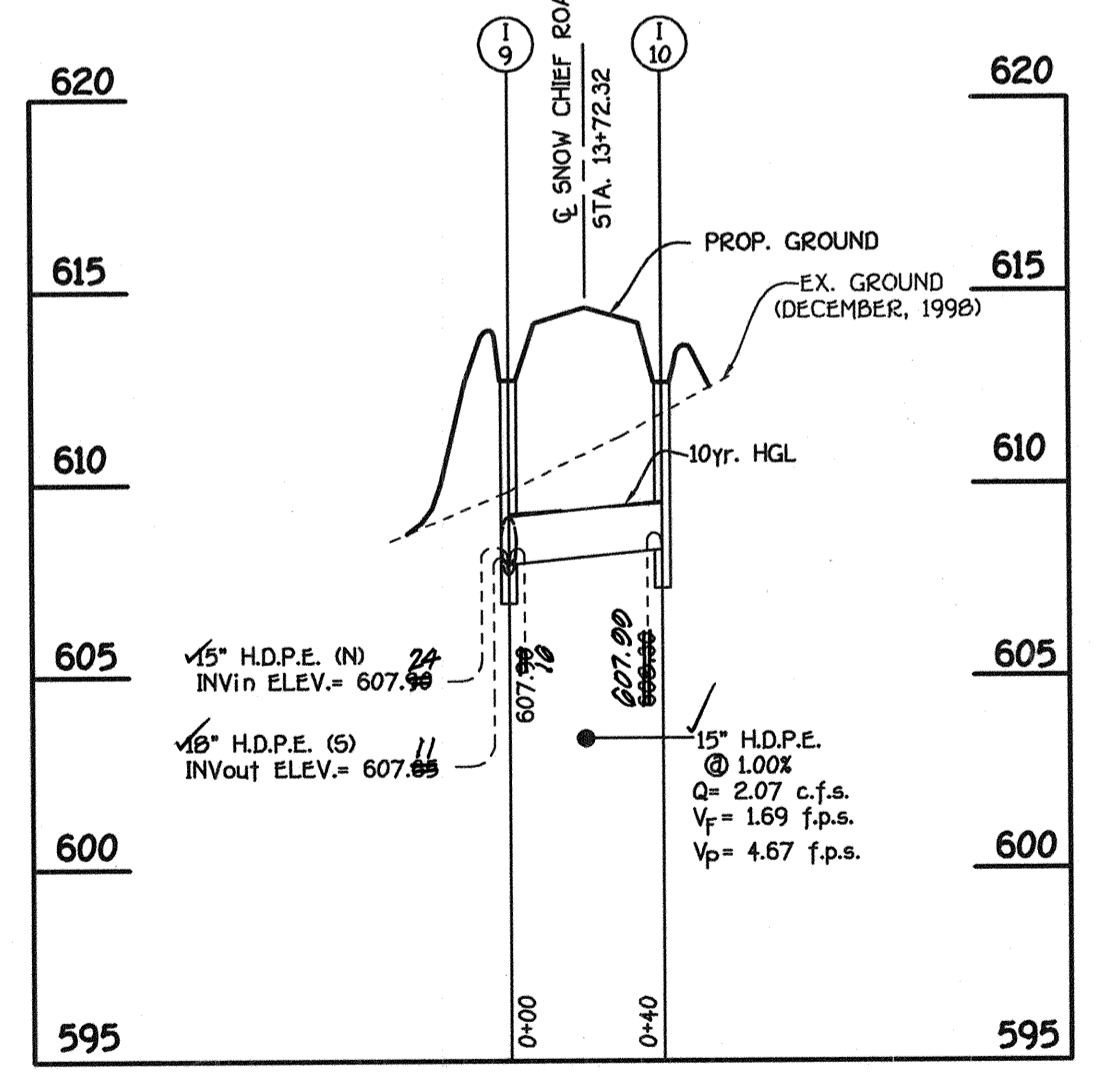 I
9
I
10
℄ SNOW CHIEF ROA
STA. 13+72.32
620
620
PROP. GROUND
615
615
EX. GROUND
(DECEMBER, 1998)
610
610
10yr. HGL
605
605
15" H.D.P.E. (N)
24
INVin ELEV.= 607.90
607.
607.99
18" H.D.P.E. (S)
11
INVout ELEV.= 607.85
15" H.D.P.E.
@ 1.00%
Q= 2.07 c.f.s.
VF= 1.69 f.p.s.
Vp= 4.67 f.p.s.
600
600
0+00
0+40
595
595